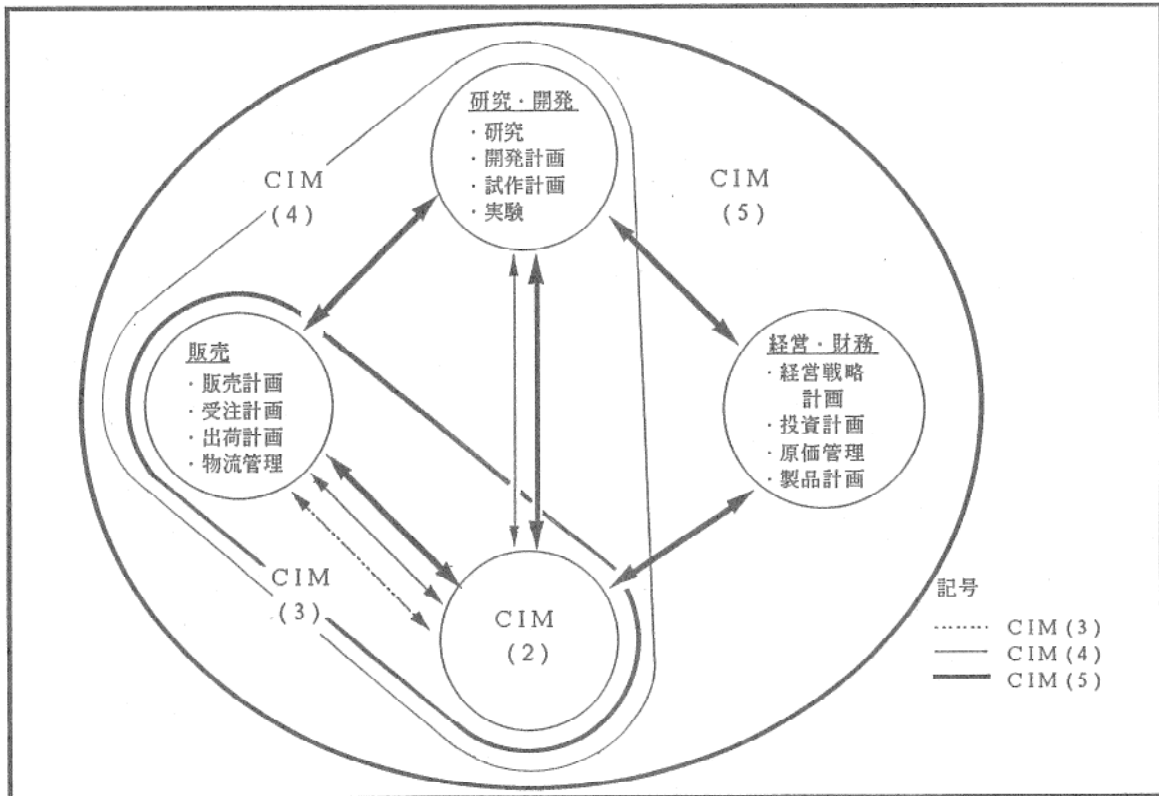 研究・開発
・研究
・開発計画
・試作計画
・実験
CIM
(4)
CIM
(5)
販売
・販売計画
・受注計画
・出荷計画
・物流管理
経営・財務
・経営戦略
計画
・投資計画
・原価管理
・製品計画
CIM
(3)
CIM
(2)
記号
CIM(3)
CIM(4)
CIM(5)